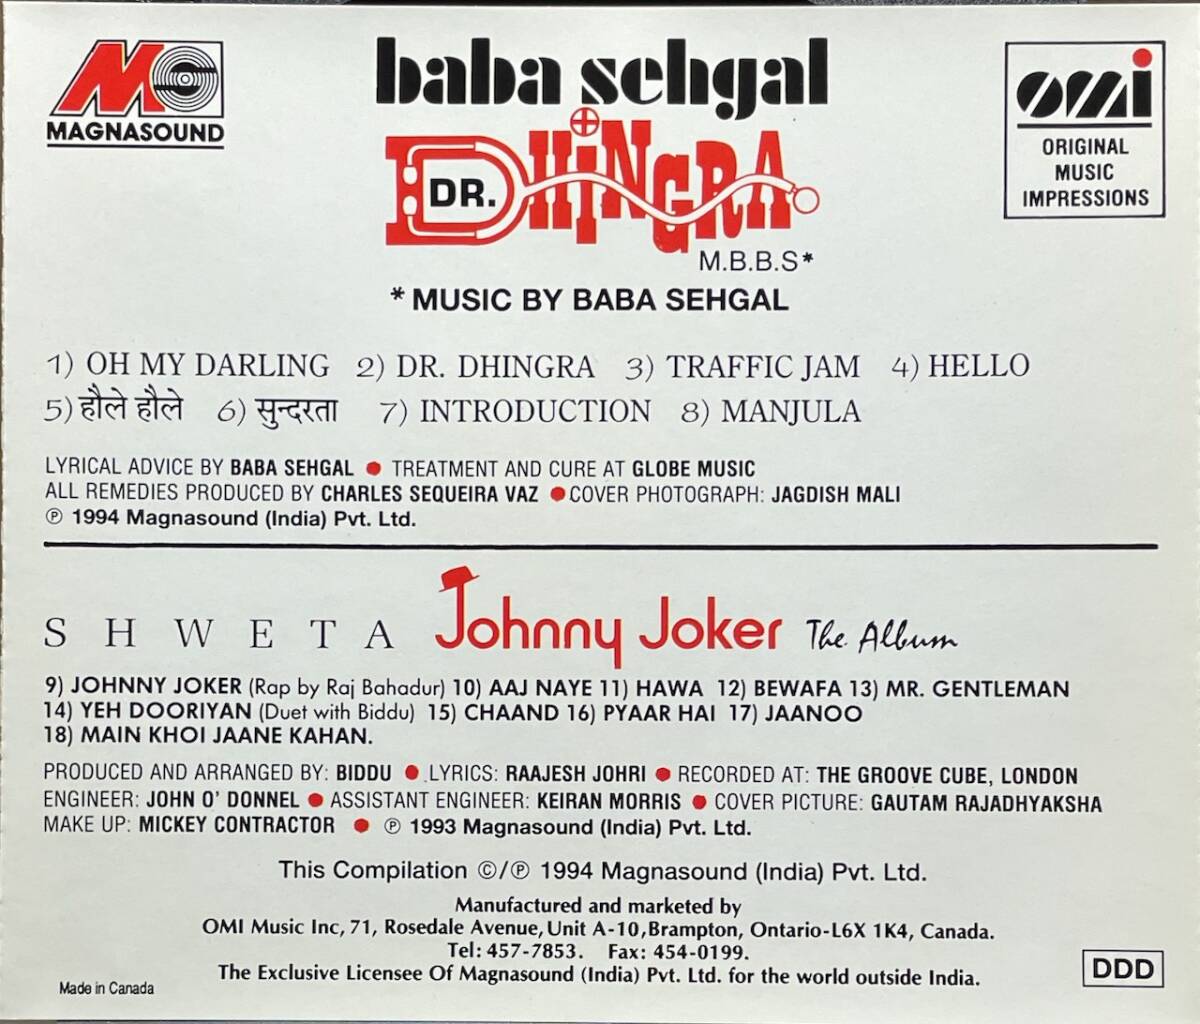 MAGNASOUND
baba sehgal
DR. DHINGRA
M.B.B.S*
* MUSIC BY BABA SEHGAL
omi
ORIGINAL
MUSIC
IMPRESSIONS
1) OH MY DARLING 2) DR. DHINGRA 3) TRAFFIC JAM 4) HELLO
5) हौले हौले 6) सुन्दरता 7) INTRODUCTION 8) MANJULA
LYRICAL ADVICE BY BABA SEHGAL ● TREATMENT AND CURE AT GLOBE MUSIC
ALL REMEDIES PRODUCED BY CHARLES SEQUEIRA VAZ ● COVER PHOTOGRAPH: JAGDISH MALI
℗ 1994 Magnasound (India) Pvt. Ltd.
SHWETA Johnny Joker The Album
9) JOHNNY JOKER (Rap by Raj Bahadur) 10) AAJ NAYE 11) HAWA 12) BEWAFA 13) MR. GENTLEMAN
14) YEH DOORIYAN (Duet with Biddu) 15) CHAAND 16) PYAAR HAI 17) JAANOO
18) MAIN KHOI JAANE KAHAN.
PRODUCED AND ARRANGED BY: BIDDU ● LYRICS: RAAJESH JOHRI ● RECORDED AT: THE GROOVE CUBE, LONDON
ENGINEER: JOHN O' DONNEL ● ASSISTANT ENGINEER: KEIRAN MORRIS ● COVER PICTURE: GAUTAM RAJADHYAKSHA
MAKE UP: MICKEY CONTRACTOR ● ℗ 1993 Magnasound (India) Pvt. Ltd.
This Compilation ©/℗ 1994 Magnasound (India) Pvt. Ltd.
Manufactured and marketed by
OMI Music Inc, 71, Rosedale Avenue, Unit A-10, Brampton, Ontario-L6X 1K4, Canada.
Tel: 457-7853. Fax: 454-0199.
The Exclusive Licensee Of Magnasound (India) Pvt. Ltd. for the world outside India.
Made in Canada
DDD